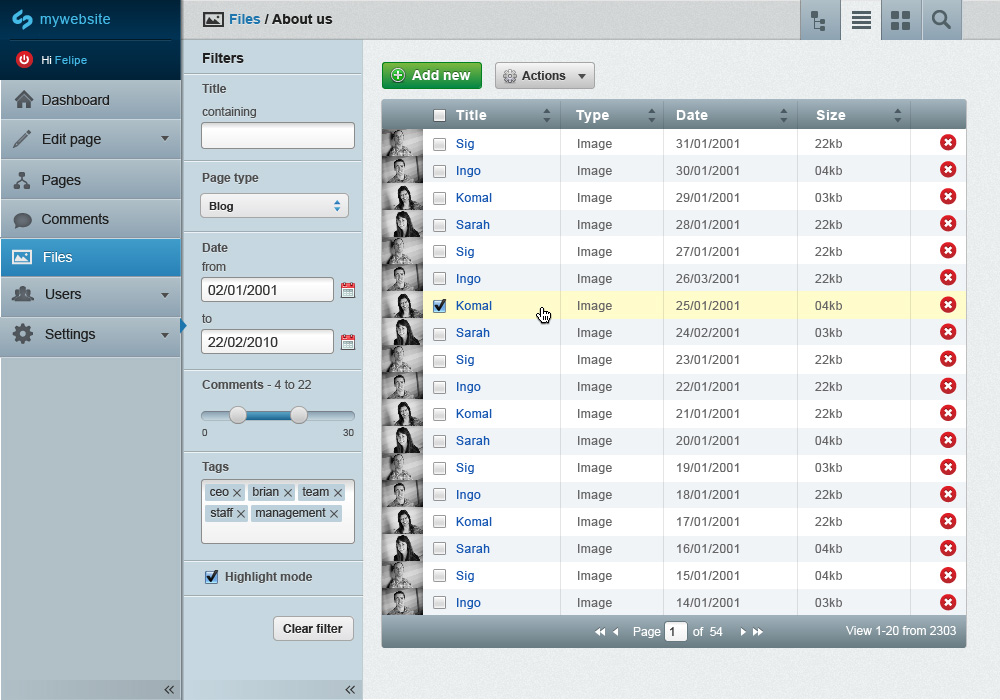 mywebsite
Hi Felipe
Dashboard
Edit page
Pages
Comments
Files
Users
Settings
Files / About us
Filters
Title
containing
Page type
Blog
Date
from
02/01/2001
to
22/02/2010
Comments - 4 to 22
0 30
Tags
ceo brian team
staff management
Highlight mode
Clear filter
Add new Actions
Title Type Date Size
Sig Image 31/01/2001 22kb
Ingo Image 30/01/2001 04kb
Komal Image 29/01/2001 03kb
Sarah Image 28/01/2001 22kb
Sig Image 27/01/2001 22kb
Ingo Image 26/03/2001 22kb
Komal Image 25/01/2001 04kb
Sarah Image 24/02/2001 03kb
Sig Image 23/01/2001 22kb
Ingo Image 22/01/2001 22kb
Komal Image 21/01/2001 22kb
Sarah Image 20/01/2001 04kb
Sig Image 19/01/2001 03kb
Ingo Image 18/01/2001 22kb
Komal Image 17/01/2001 22kb
Sarah Image 16/01/2001 04kb
Sig Image 15/01/2001 04kb
Ingo Image 14/01/2001 03kb
Page 1 of 54 View 1-20 from 2303